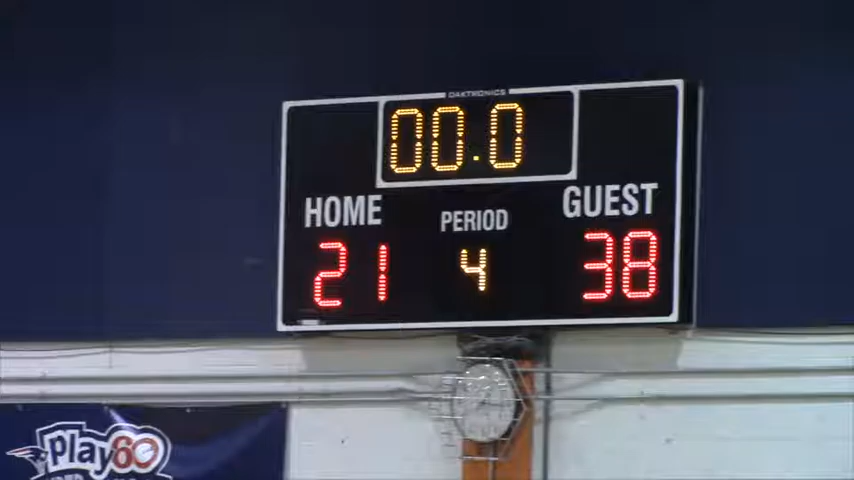 DAKTRONICS
00.0
HOME
PERIOD
GUEST
21
4
38
play60